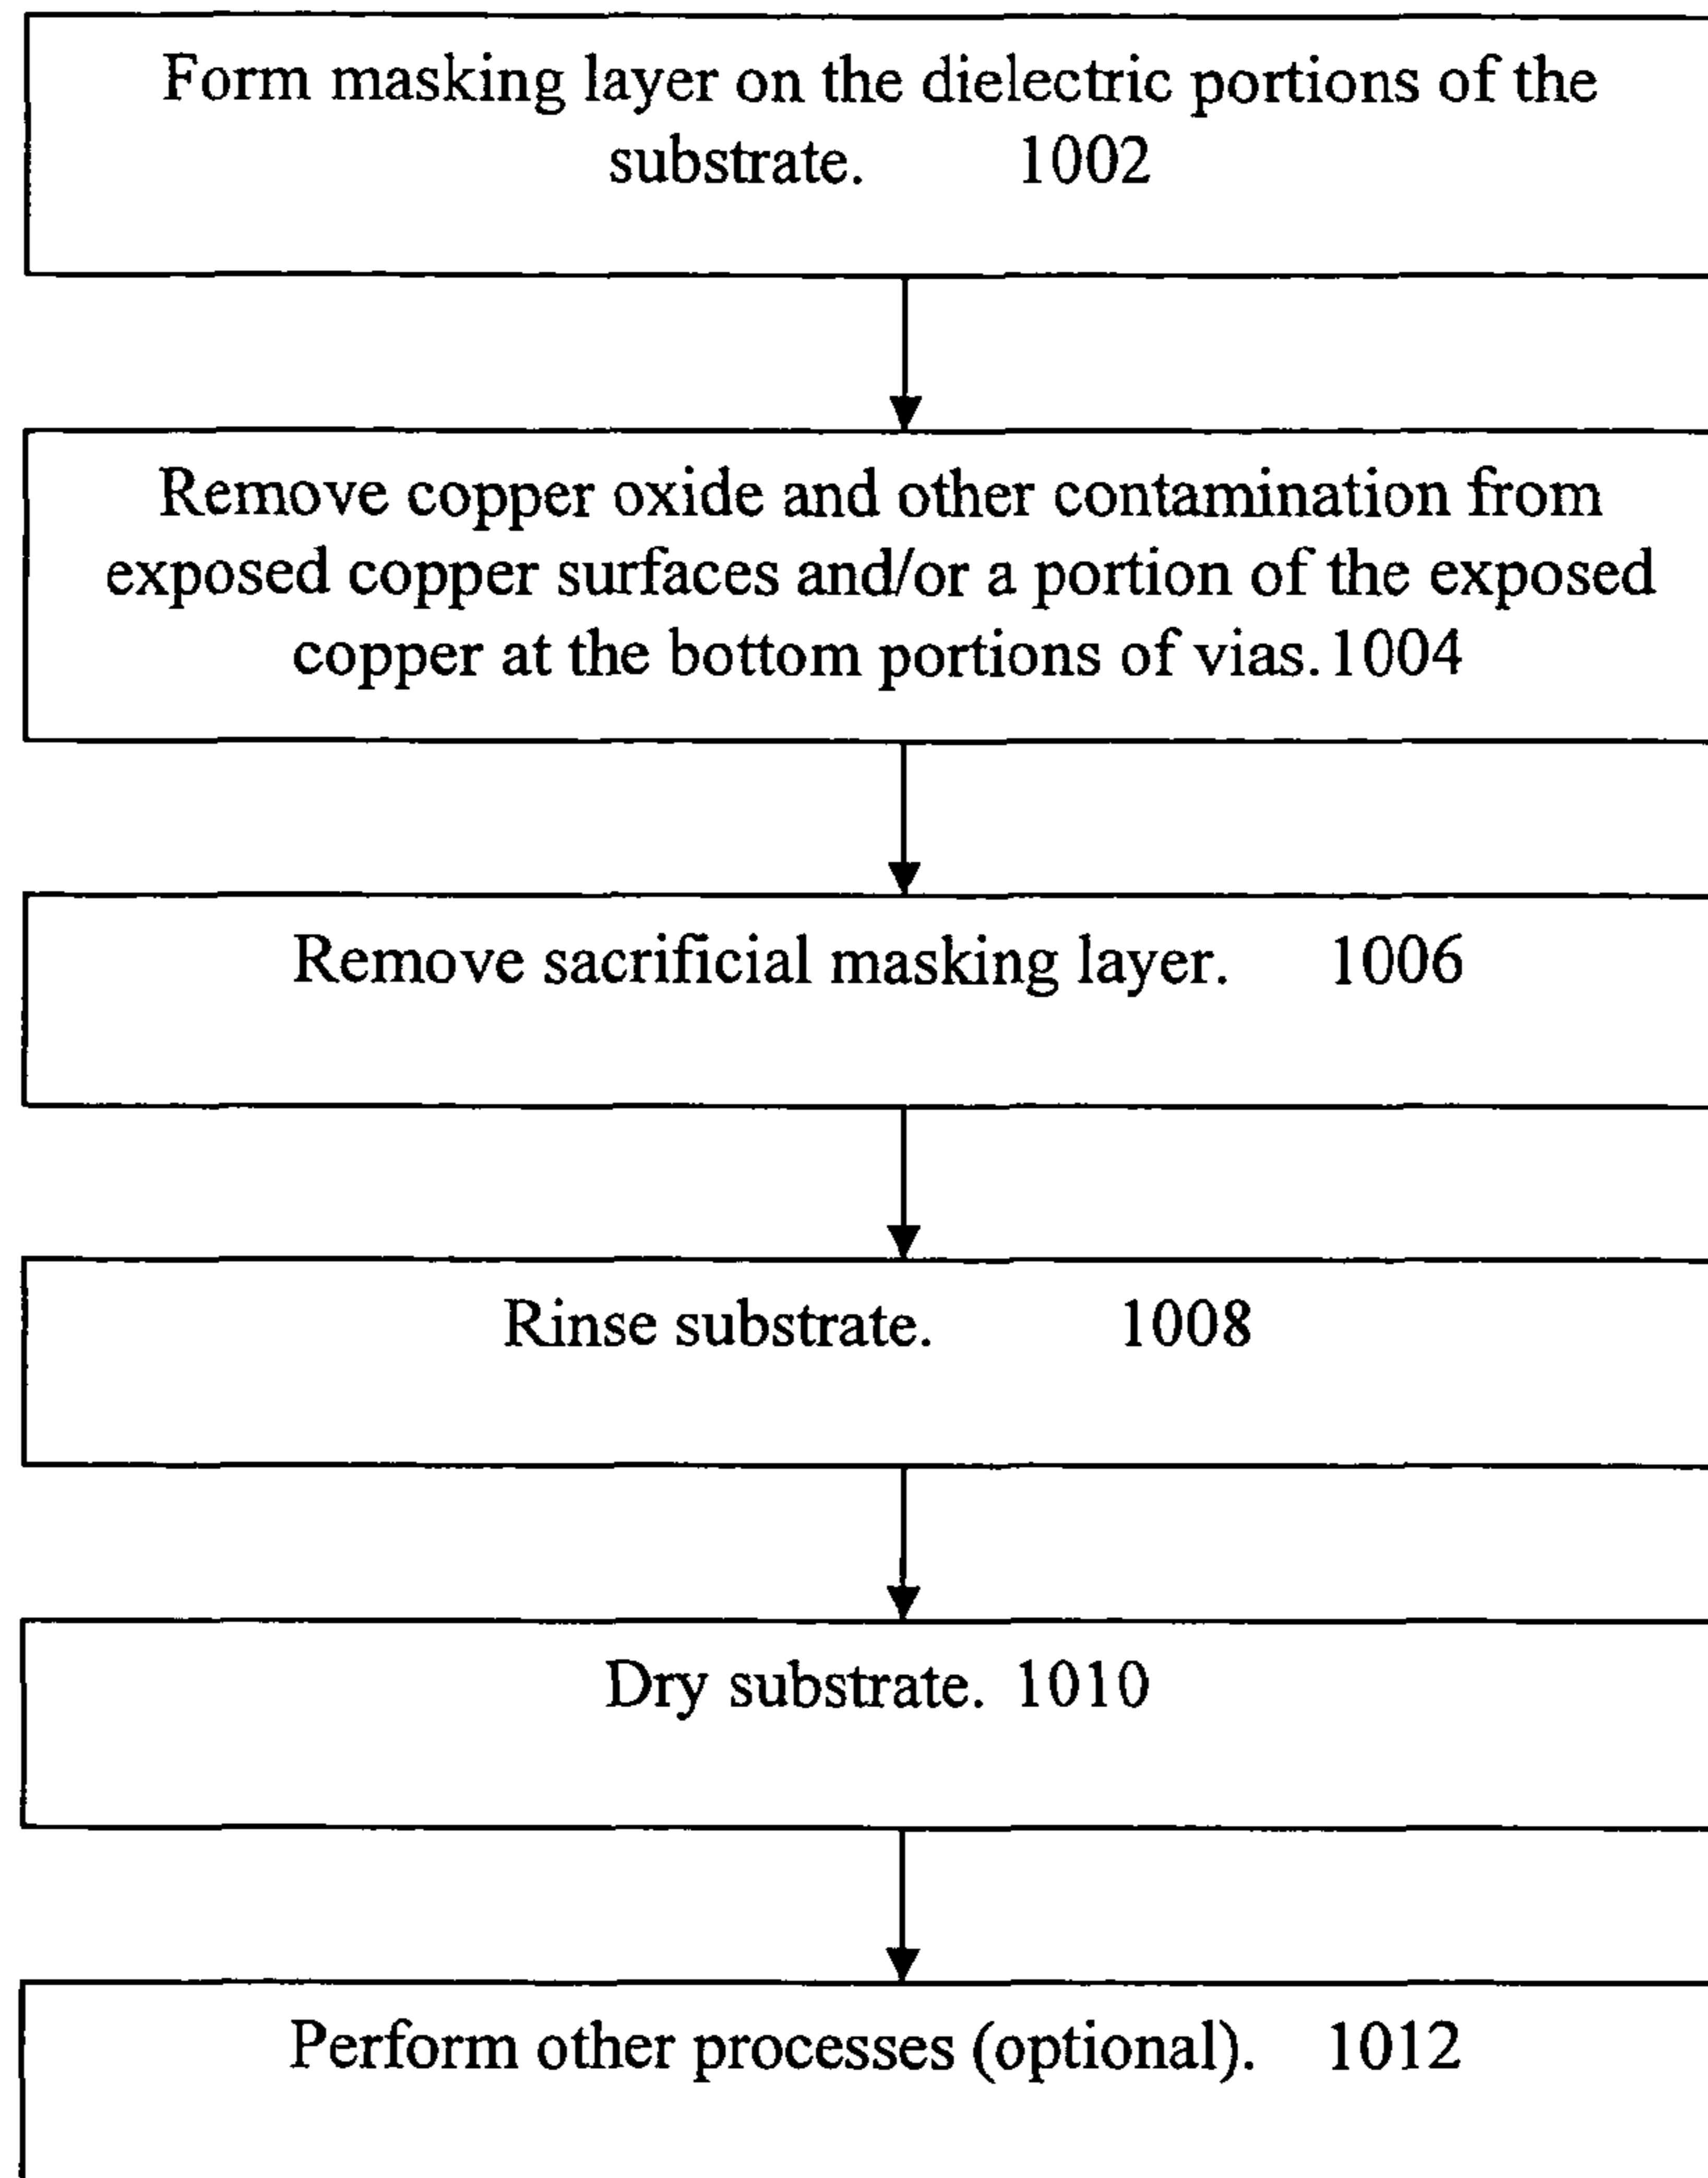 Form masking layer on the dielectric portions of the
substrate. 1002
Remove copper oxide and other contamination from
exposed copper surfaces and/or a portion of the exposed
copper at the bottom portions of vias. 1004
Remove sacrificial masking layer. 1006
Rinse substrate. 1008
Dry substrate. 1010
Perform other processes (optional). 1012